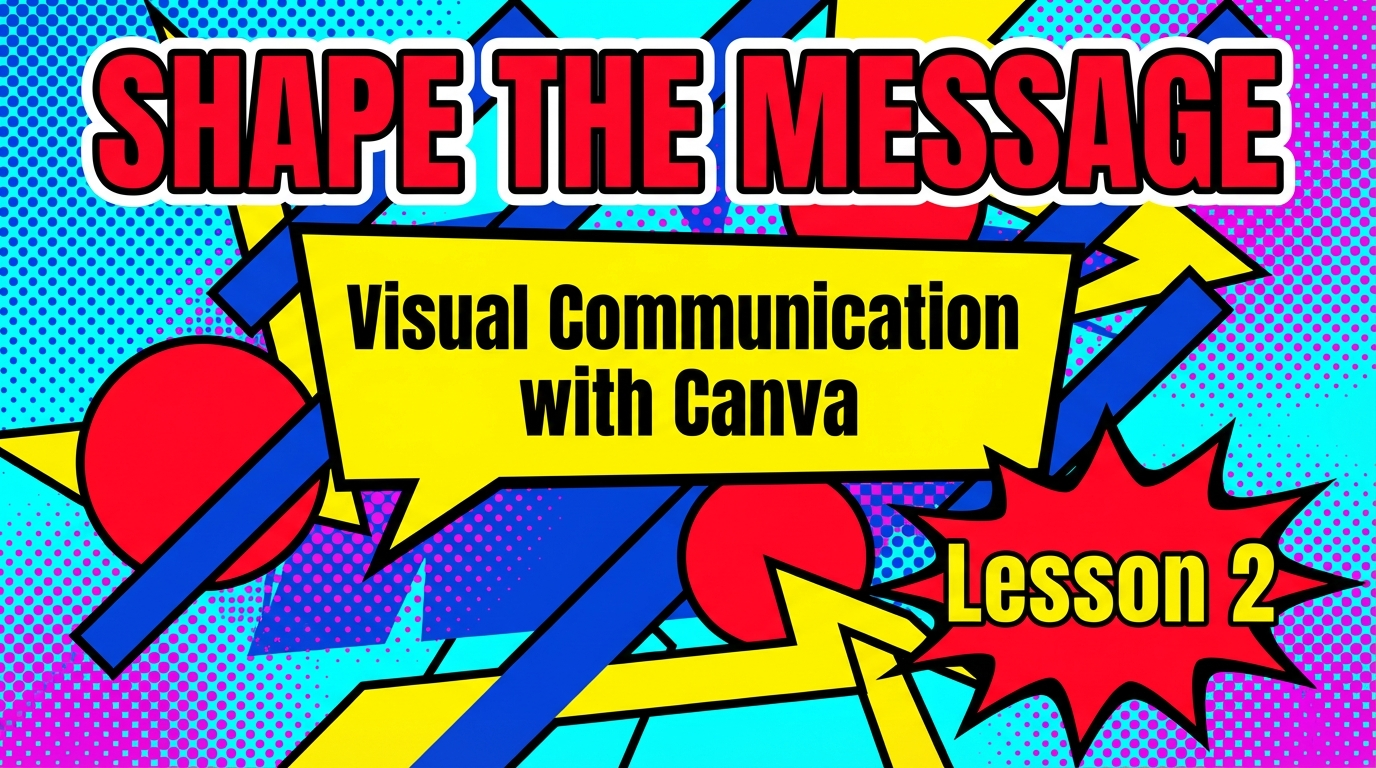 SHAPE THE MESSAGE
Visual Communication
with Canva
Lesson 2